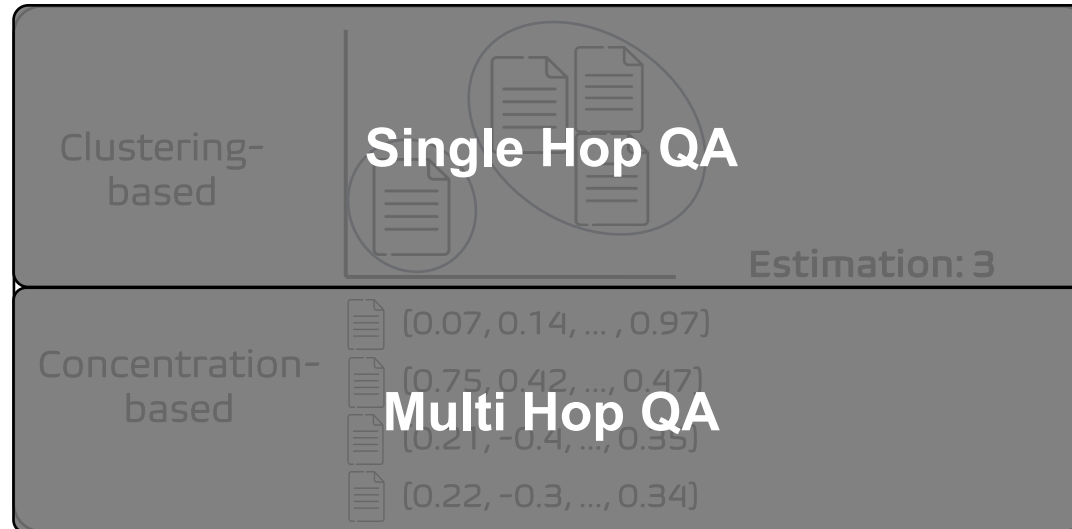 Clustering-
based
Single Hop QA
Estimation: 3
Concentration-
based
Multi Hop QA
(0.07, 0.14, ... , 0.97)
(0.75, 0.42, ..., 0.47)
(0.21, -0.4, ..., 0.35)
(0.22, -0.3, ..., 0.34)